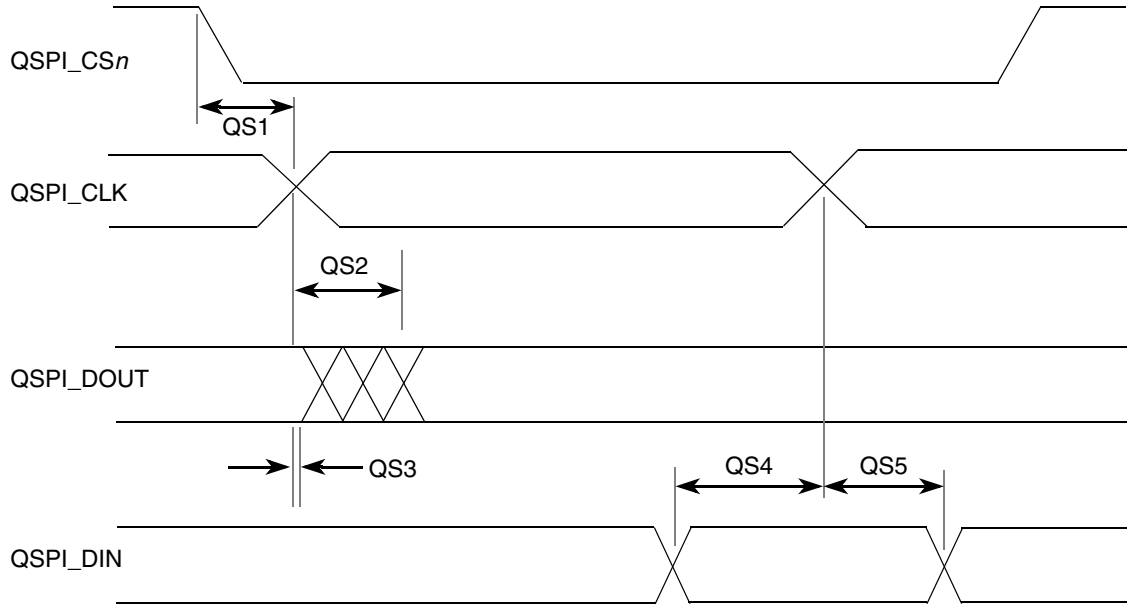 QSPI_CSn
QS1
QSPI_CLK
QS2
QSPI_DOUT
QS3
QS4
QS5
QSPI_DIN